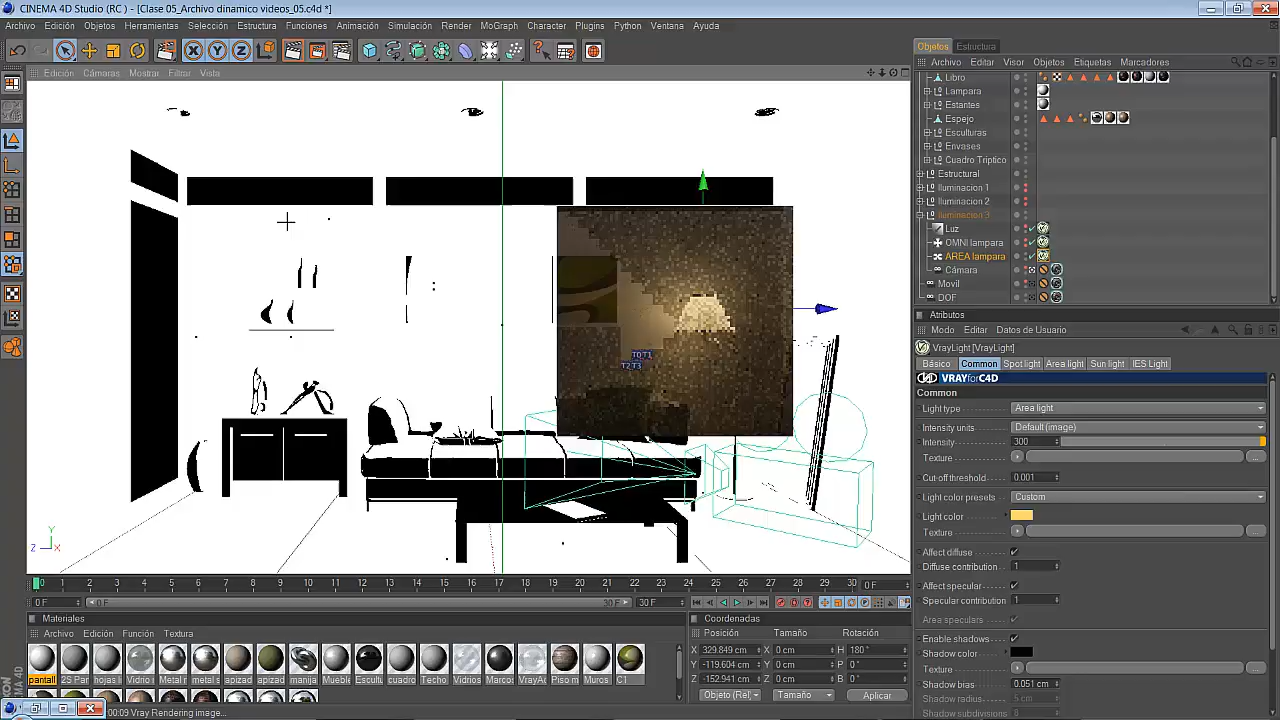 CINEMA 4D Studio (RC ) - [Clase 05_Archivo dinamico videos_05.c4d *]
Archivo Edición Objetos Herramientas Selección Estructura Funciones Animación Simulación Render MoGraph Character Plugins Python Ventana Ayuda
Objetos Estructura
Archivo Editar Visor Objetos Etiquetas Marcadores
Edición Cámaras Mostrar Filtrar Vista
Libro
Lampara
Estantes
Espejo
Esculturas
Envases
Cuadro Triptico
Estructural
Iluminacion 1
Iluminacion 2
Iluminacion 3
Luz
OMNI lampara
AREA lampara
Cámara
Movil
DOF
T0T1
T2T3
Y
Z X
Atributos
Modo Editar Datos de Usuario
VrayLight [VrayLight]
Básico Common Spotlight Area light Sun light IES Light
VRAYforC4D
Common
Light type Area light
Intensity units Default (image)
Intensity 300
Texture
Cut-off threshold 0.001
Light color presets Custom
Light color
Texture
Affect diffuse
Diffuse contribution 1
Affect specular
Specular contribution 1
Area speculars
Enable shadows
Shadow color
Texture
Shadow bias 0.051 cm
Shadow radius 5 cm
Shadow subdivisions 8
0 1 2 3 4 5 6 7 8 9 10 11 12 13 14 15 16 17 18 19 20 21 22 23 24 25 26 27 28 29 30 0 F
0 F 0 F 30 F 30 F
Materiales
Archivo Edición Función Textura
pantall 2S Par hojas l Vidrio Metal r metal s apizad apizad manija Mueble Escult cuadro Techo Vidrios Marcos VrayAd Piso m Muros C1
Coordenadas
Posición Tamaño Rotación
X 329.849 cm X 0 cm H 180 °
Y -119.604 cm Y 0 cm P 0 °
Z -152.941 cm Z 0 cm B 0 °
Objeto (Rel) Tamaño Aplicar
00:09 Vray Rendering image...